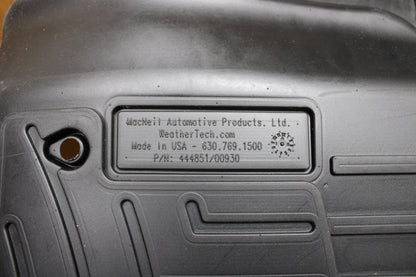 MacNeil Automotive Products, Ltd.
WeatherTech.com
Made in USA - 630.769.1500
P/N: 444851/00930